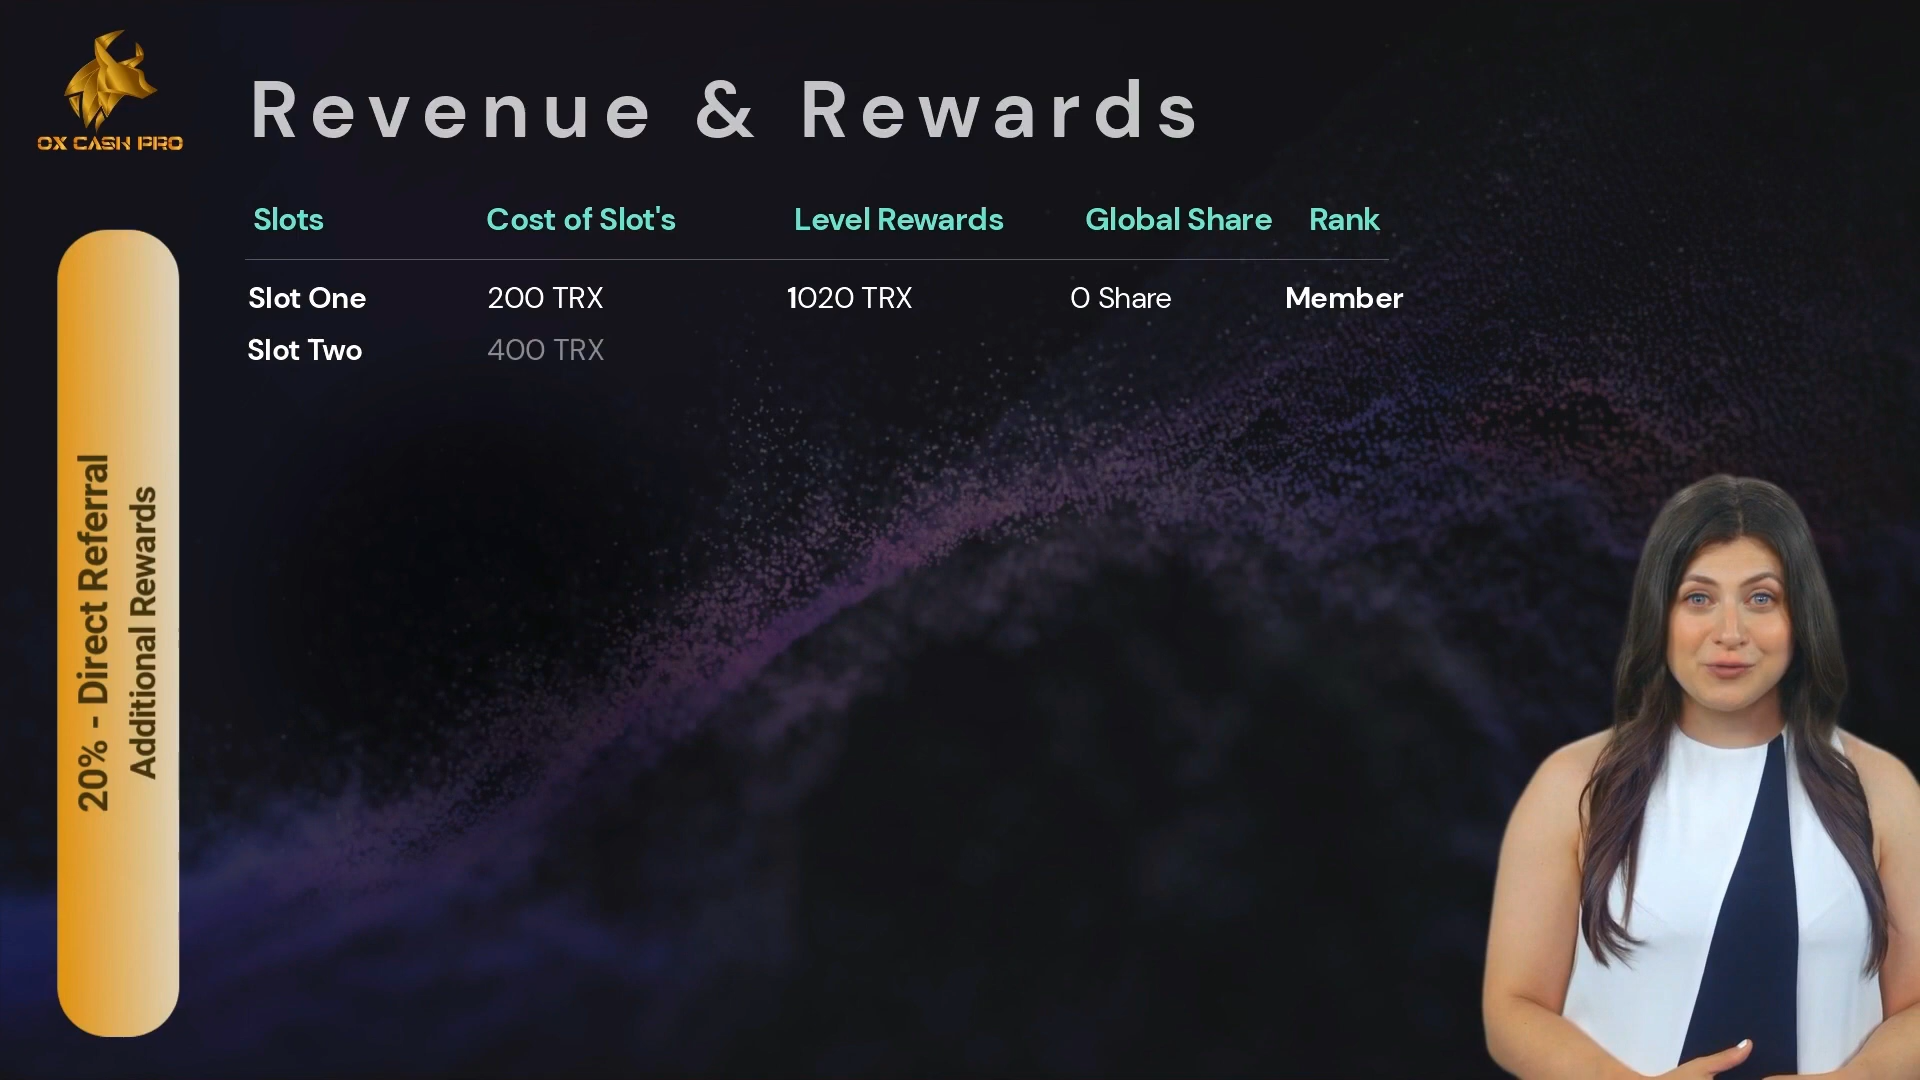 OX CASH PRO
Revenue & Rewards
Slots Cost of Slot's Level Rewards Global Share Rank
Slot One 200 TRX 1020 TRX 0 Share Member
Slot Two 400 TRX
20% - Direct Referral
Additional Rewards